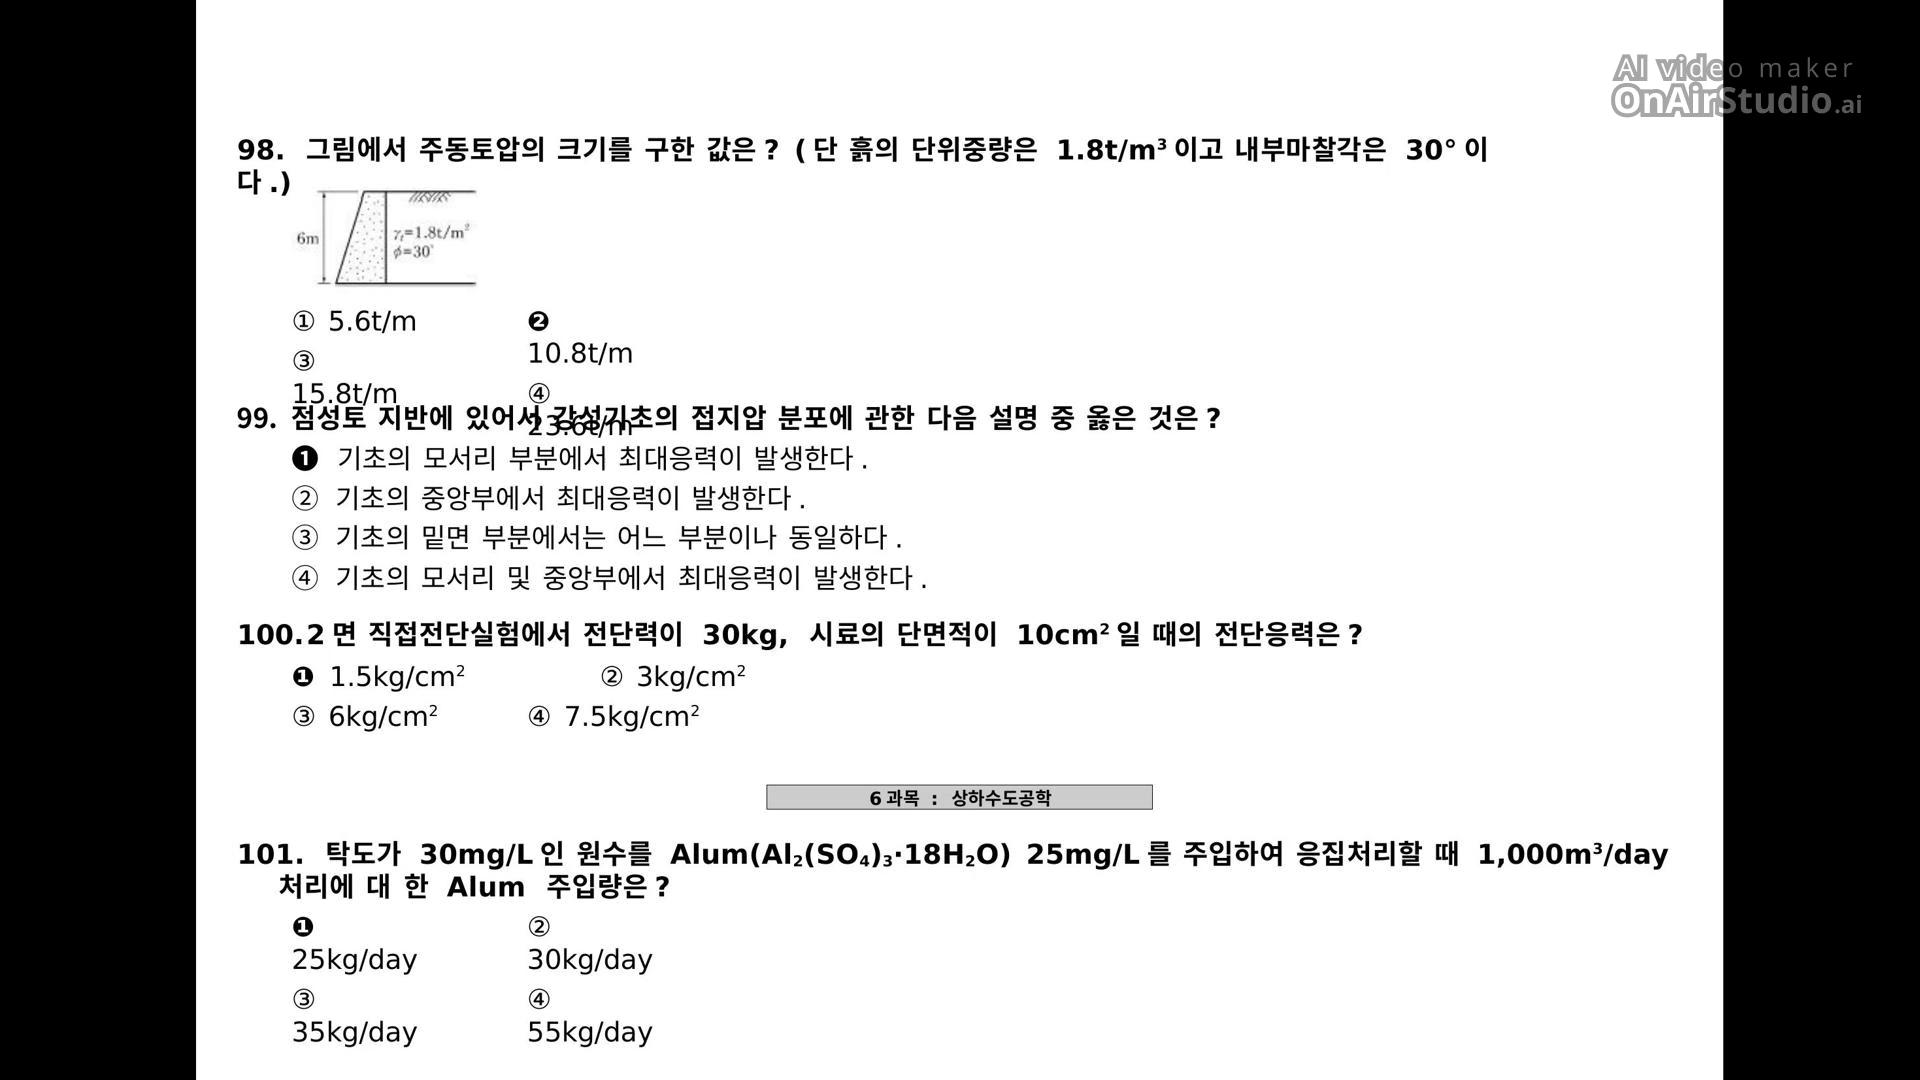 AI video maker
OnAirStudio.ai
98. 그림에서 주동토압의 크기를 구한 값은? (단 흙의 단위중량은 1.8t/m³이고 내부마찰각은 30°이
다.)
6m
γt=1.8t/m²
ϕ=30°
① 5.6t/m ❷
10.8t/m
③
15.8t/m ④
23.6t/m
99. 점성토 지반에 있어서 강성기초의 접지압 분포에 관한 다음 설명 중 옳은 것은?
❶ 기초의 모서리 부분에서 최대응력이 발생한다.
② 기초의 중앙부에서 최대응력이 발생한다.
③ 기초의 밑면 부분에서는 어느 부분이나 동일하다.
④ 기초의 모서리 및 중앙부에서 최대응력이 발생한다.
100. 2면 직접전단실험에서 전단력이 30kg, 시료의 단면적이 10cm²일 때의 전단응력은?
❶ 1.5kg/cm² ② 3kg/cm²
③ 6kg/cm² ④ 7.5kg/cm²
6과목 : 상하수도공학
101. 탁도가 30mg/L인 원수를 Alum(Al₂(SO₄)₃·18H₂O) 25mg/L를 주입하여 응집처리할 때 1,000m³/day
처리에 대 한 Alum 주입량은?
❶ ②
25kg/day 30kg/day
③ ④
35kg/day 55kg/day